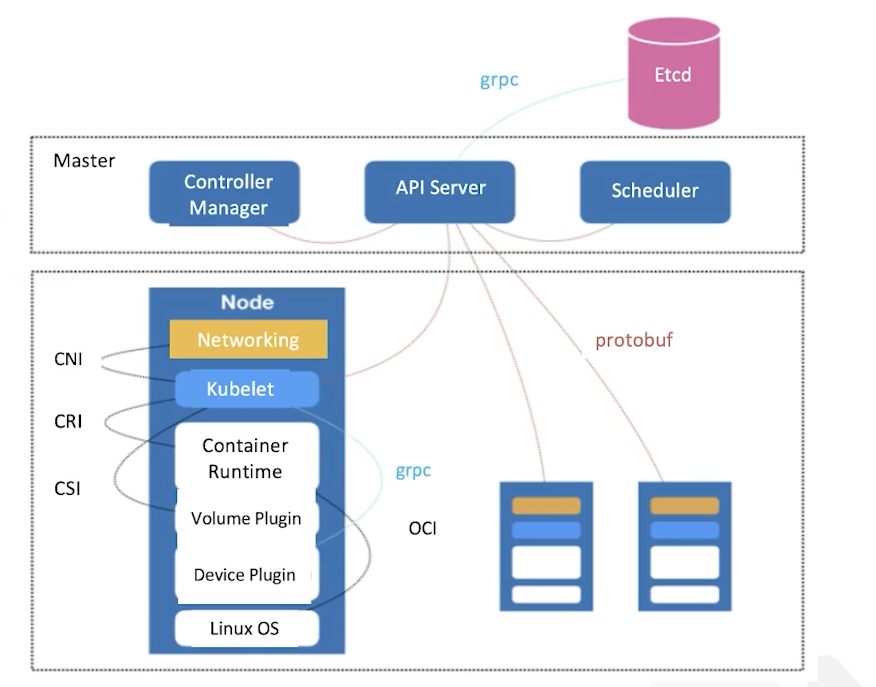 Etcd
grpc
Master
Controller
Manager
API Server
Scheduler
Node
Networking
protobuf
CNI
Kubelet
CRI
Container
Runtime
grpc
CSI
Volume Plugin
OCI
Device Plugin
Linux OS